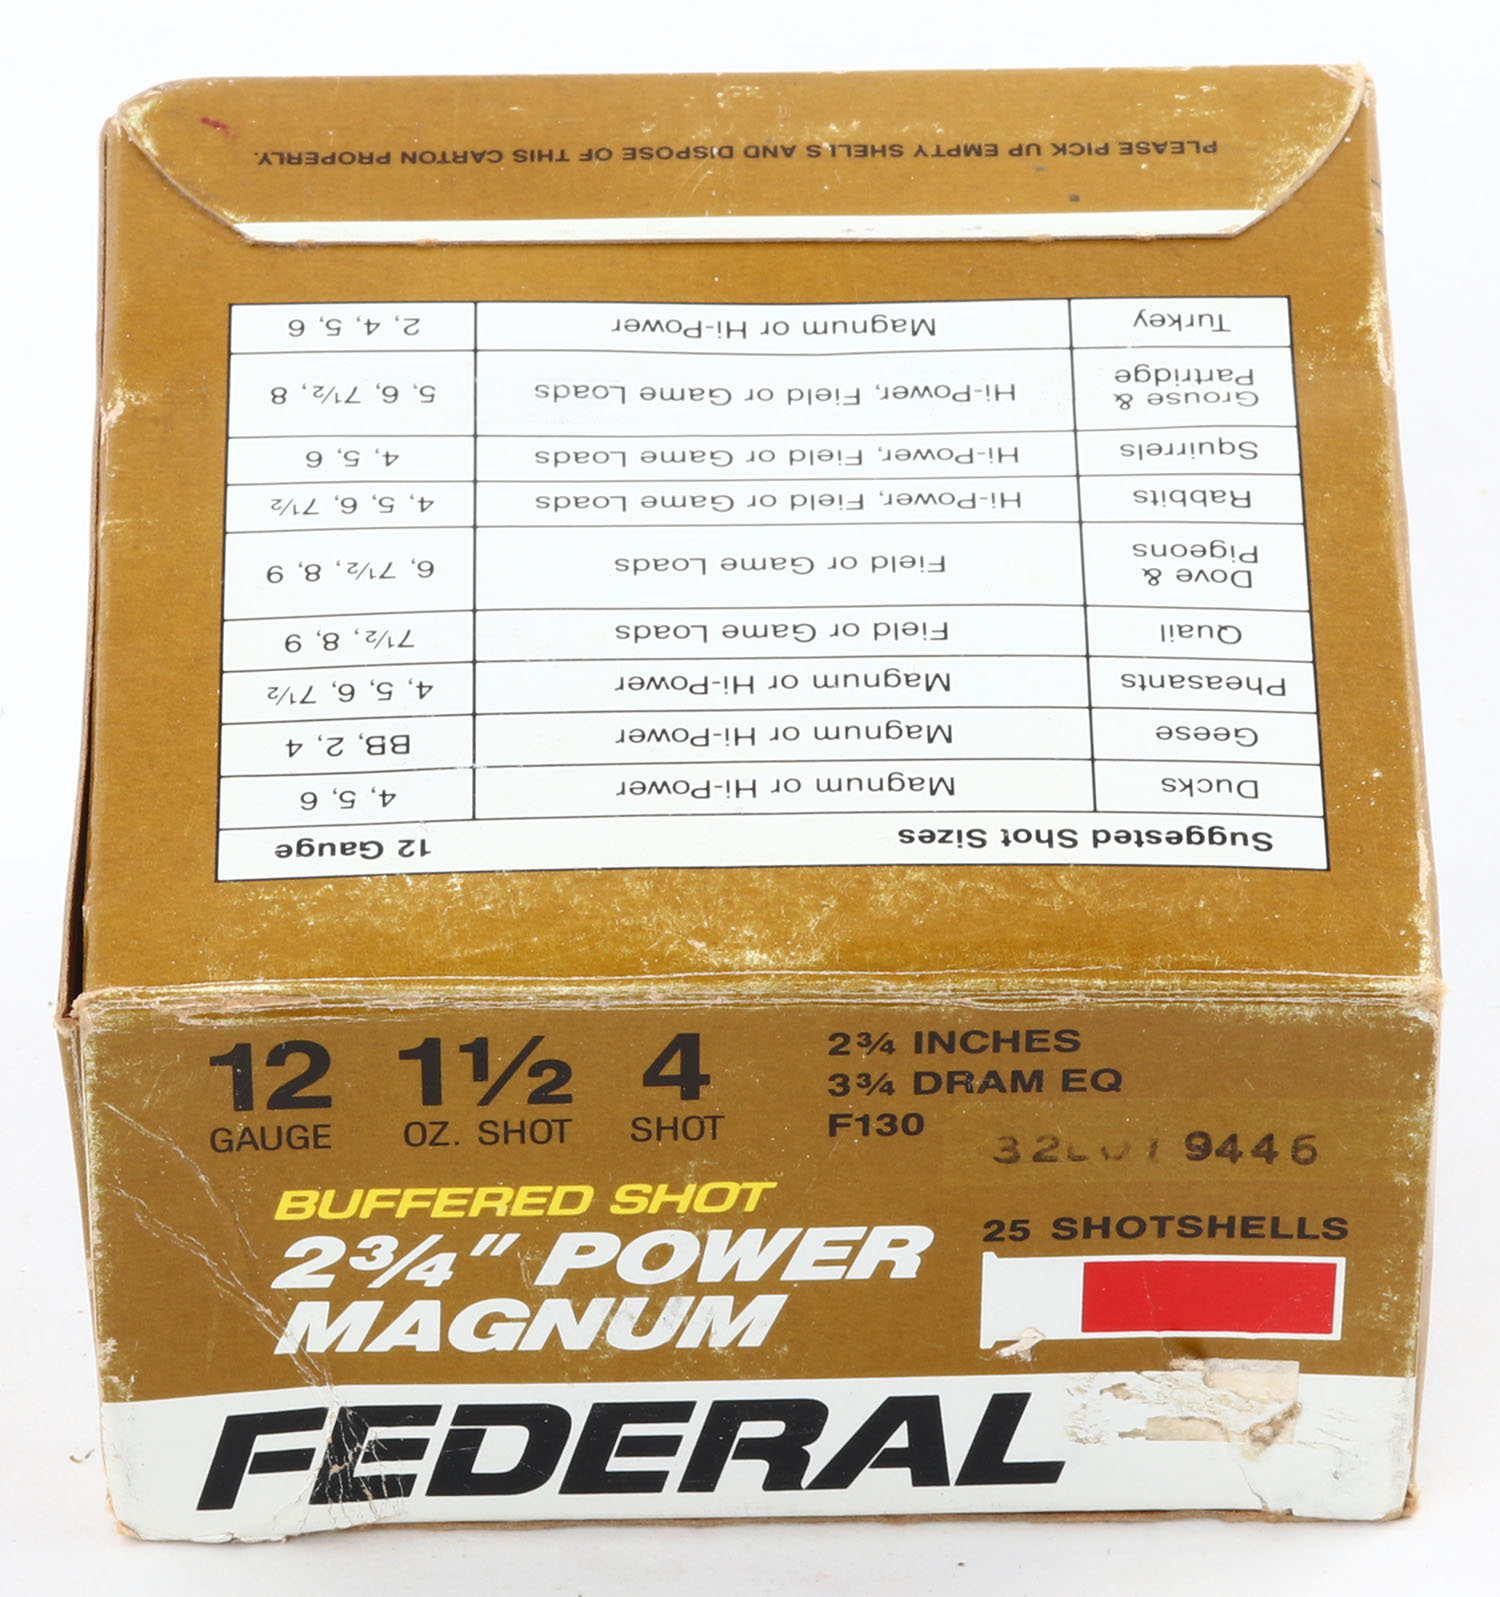 PLEASE PICK UP EMPTY SHELLS AND DISPOSE OF THIS CARTON PROPERLY.
Suggested Shot Sizes 12 Gauge
Ducks Magnum or Hi-Power 4, 5, 6
Geese Magnum or Hi-Power BB, 2, 4
Pheasants Magnum or Hi-Power 4, 5, 6, 7½
Quail Field or Game Loads 7½, 8, 9
Dove &
Pigeons Field or Game Loads 6, 7½, 8, 9
Rabbits Hi-Power, Field or Game Loads 4, 5, 6, 7½
Squirrels Hi-Power, Field or Game Loads 4, 5, 6
Grouse &
Partridge Hi-Power, Field or Game Loads 5, 6, 7½, 8
Turkey Magnum or Hi-Power 2, 4, 5, 6
12 1½ 4
GAUGE OZ. SHOT SHOT
2¾ INCHES
3¾ DRAM EQ
F130
9446
BUFFERED SHOT
2¾" POWER
MAGNUM
25 SHOTSHELLS
FEDERAL